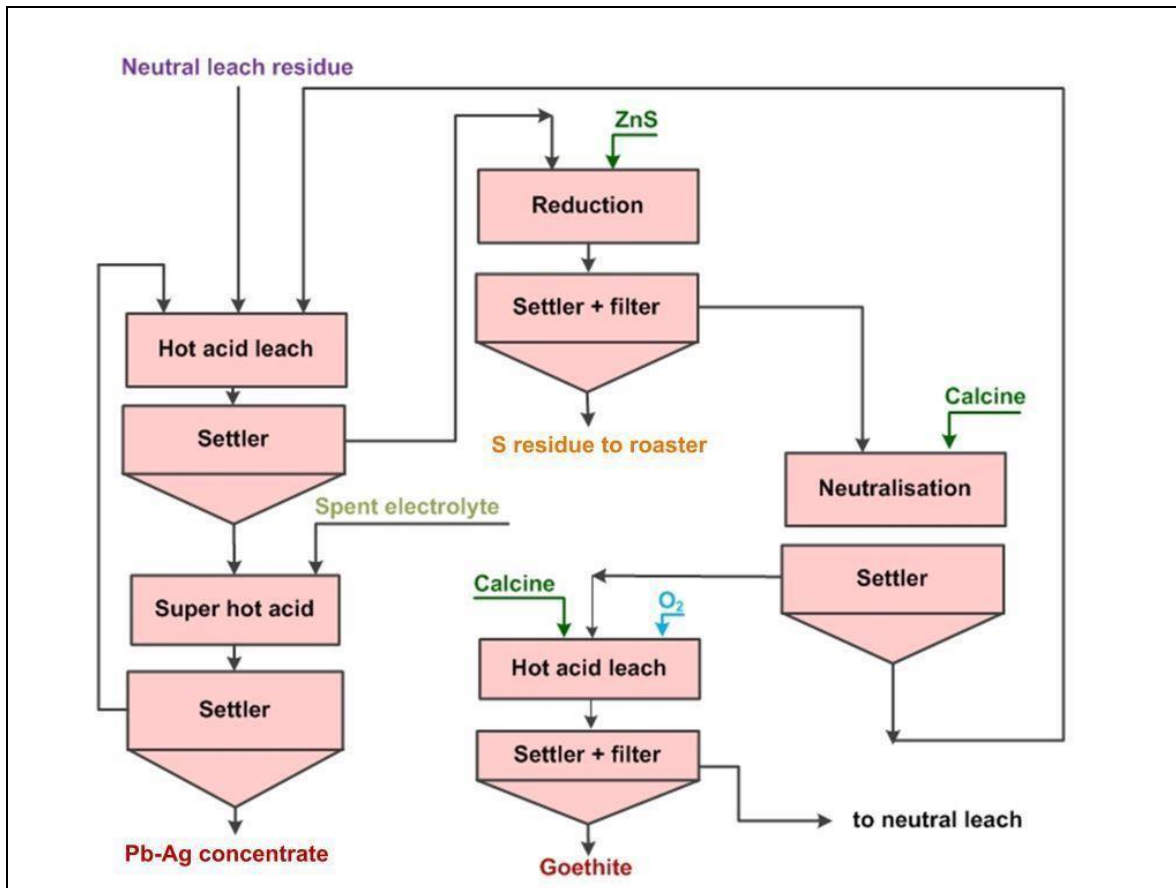 Neutral leach residue
ZnS
Reduction
Settler + filter
Hot acid leach
Calcine
Settler
S residue to roaster
Neutralisation
Spent electrolyte
Settler
Calcine
O₂
Super hot acid
Hot acid leach
Settler
Settler + filter
to neutral leach
Pb-Ag concentrate
Goethite